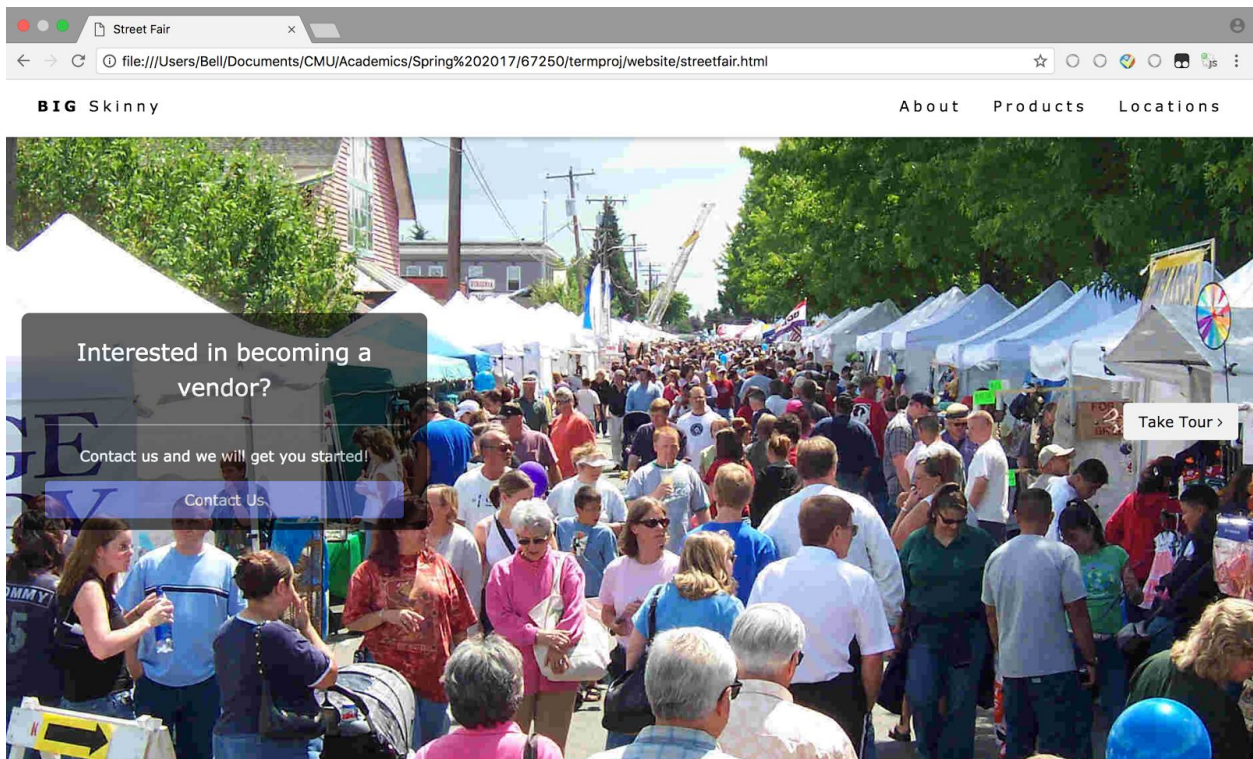 Street Fair
file:///Users/Bell/Documents/CMU/Academics/Spring%202017/67250/termproj/website/streetfair.html
JS
BIG Skinny
About Products Locations
Interested in becoming a
vendor?
Take Tour ›
Contact us and we will get you started!
Contact Us